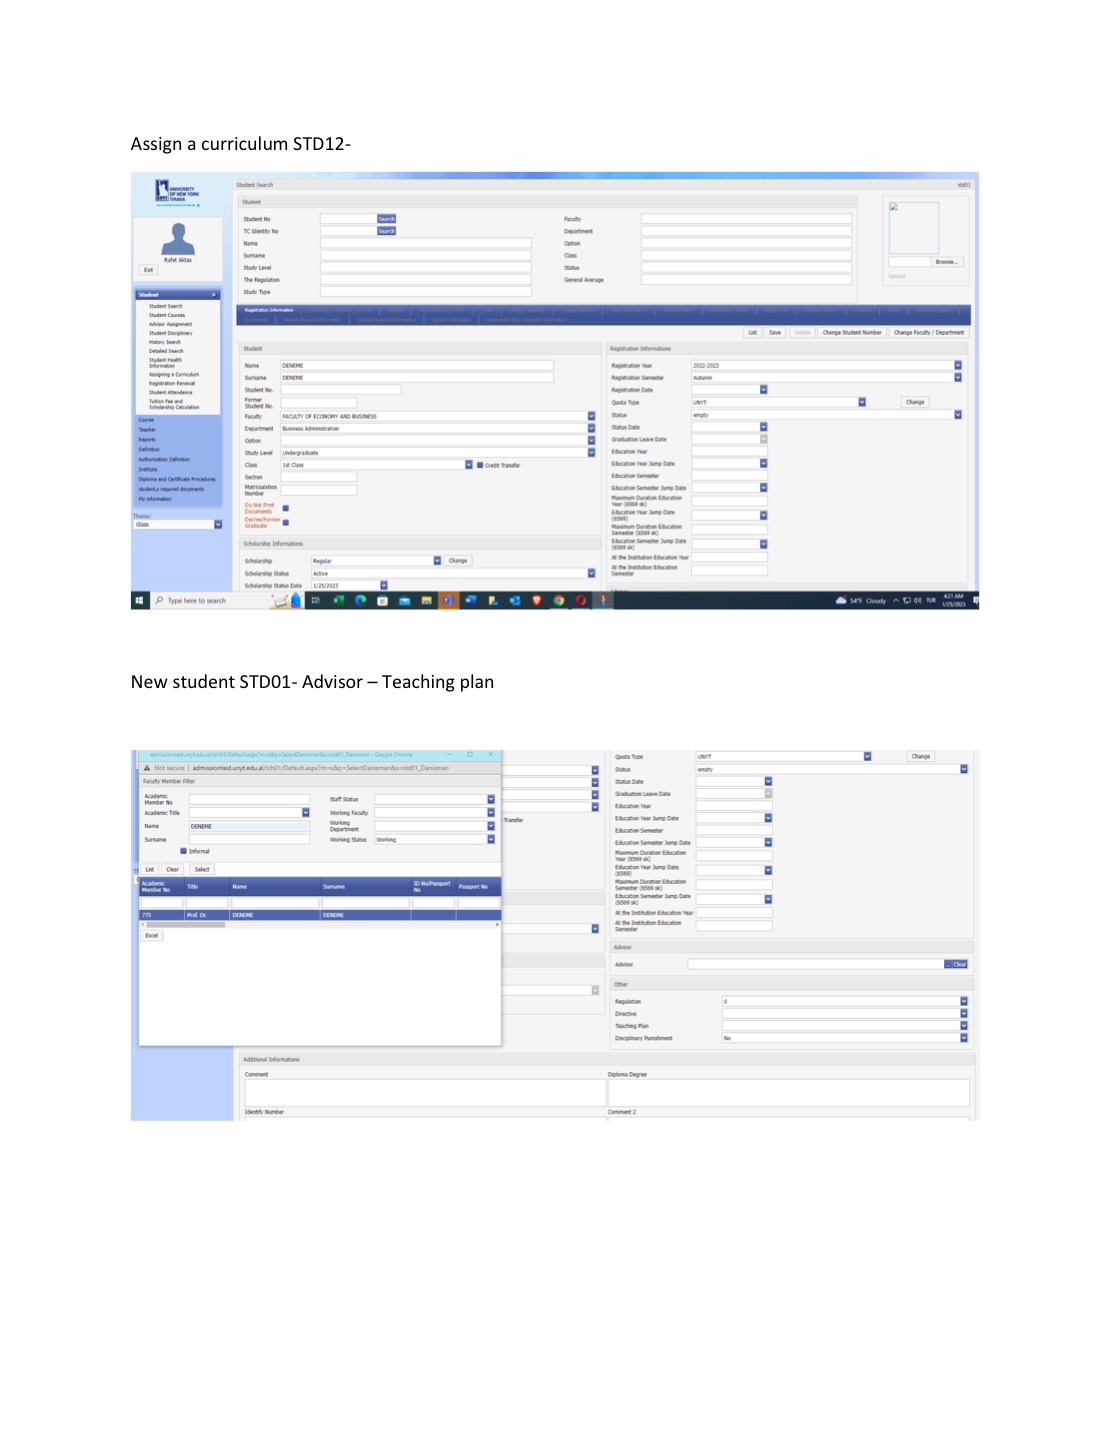 Assign a curriculum STD12-
UNIVERSITY
OF NEW YORK
TIRANA
Rafet Aktas
Exit
Student
Student Search
Student Courses
Advisor Assignment
Student Disciplinary
History Search
Detailed Search
Student Health
Information
Assigning a Curriculum
Registration Renewal
Student Attendance
Tuition Fee and
Scholarship Calculation
Course
Teacher
Reports
Definition
Authorization Definition
Institute
Diploma and Certificate Procedures
student,s required documents
My information
Theme:
Glass
Student Search std01
Student
Student No Search
TC Identity No Search
Name
Surname
Study Level
The Regulation
Study Type
Faculty
Department
Option
Class
Status
General Average
Browse...
Upload
Registration Information
List Save Delete Change Student Number Change Faculty / Department
Student
Name DENEME
Surname DENEME
Student No.
Former
Student No.
Faculty FACULTY OF ECONOMY AND BUSINESS
Department Business Administration
Option
Study Level Undergraduate
Class 1st Class Credit Transfer
Section
Matriculation
Number
Do Not Print
Documents
Decree/Former
Graduate
Scholarship Informations
Scholarship Regular Change
Scholarship Status Active
Scholarship Status Date 1/25/2023
Registration Informations
Registration Year 2022-2023
Registration Semester Autumn
Registration Date
Quota Type UNYT Change
Status empty
Status Date
Graduation Leave Date
Education Year
Education Year Jump Date
Education Semester
Education Semester Jump Date
Maximum Duration Education
Year (6569 sk)
Education Year Jump Date
(6569)
Maximum Duration Education
Semester (6569 sk)
Education Semester Jump Date
(6569 sk)
At the Institution Education Year
At the Institution Education
Semester
Type here to search
54°F Cloudy TUR 4:21 AM
1/25/2023
New student STD01- Advisor – Teaching plan
admissiontest.unyt.edu.al/tch01/Default.aspx?m=s&p=SelectDanisman&s=std01_Danisman - Google Chrome
Not secure | admissiontest.unyt.edu.al/tch01/Default.aspx?m=s&p=SelectDanisman&s=std01_Danisman
Faculty Member Filter
Academic
Member No
Academic Title
Name DENEME
Surname
Informal
Staff Status
Working Faculty
Working
Department
Working Status Working
List Clear Select
Academic
Member No Title Name Surname ID No/Passport
No Passport No
775 Prof. Dr. DENEME DENEME
Excel
Transfer
Quota Type UNYT Change
Status empty
Status Date
Graduation Leave Date
Education Year
Education Year Jump Date
Education Semester
Education Semester Jump Date
Maximum Duration Education
Year (6569 sk)
Education Year Jump Date
(6569)
Maximum Duration Education
Semester (6569 sk)
Education Semester Jump Date
(6569 sk)
At the Institution Education Year
At the Institution Education
Semester
Advisor
Advisor ... Clear
Other
Regulation 0
Directive
Teaching Plan
Disciplinary Punishment No
Additional Informations
Comment Diploma Degree
Identify Number Comment 2